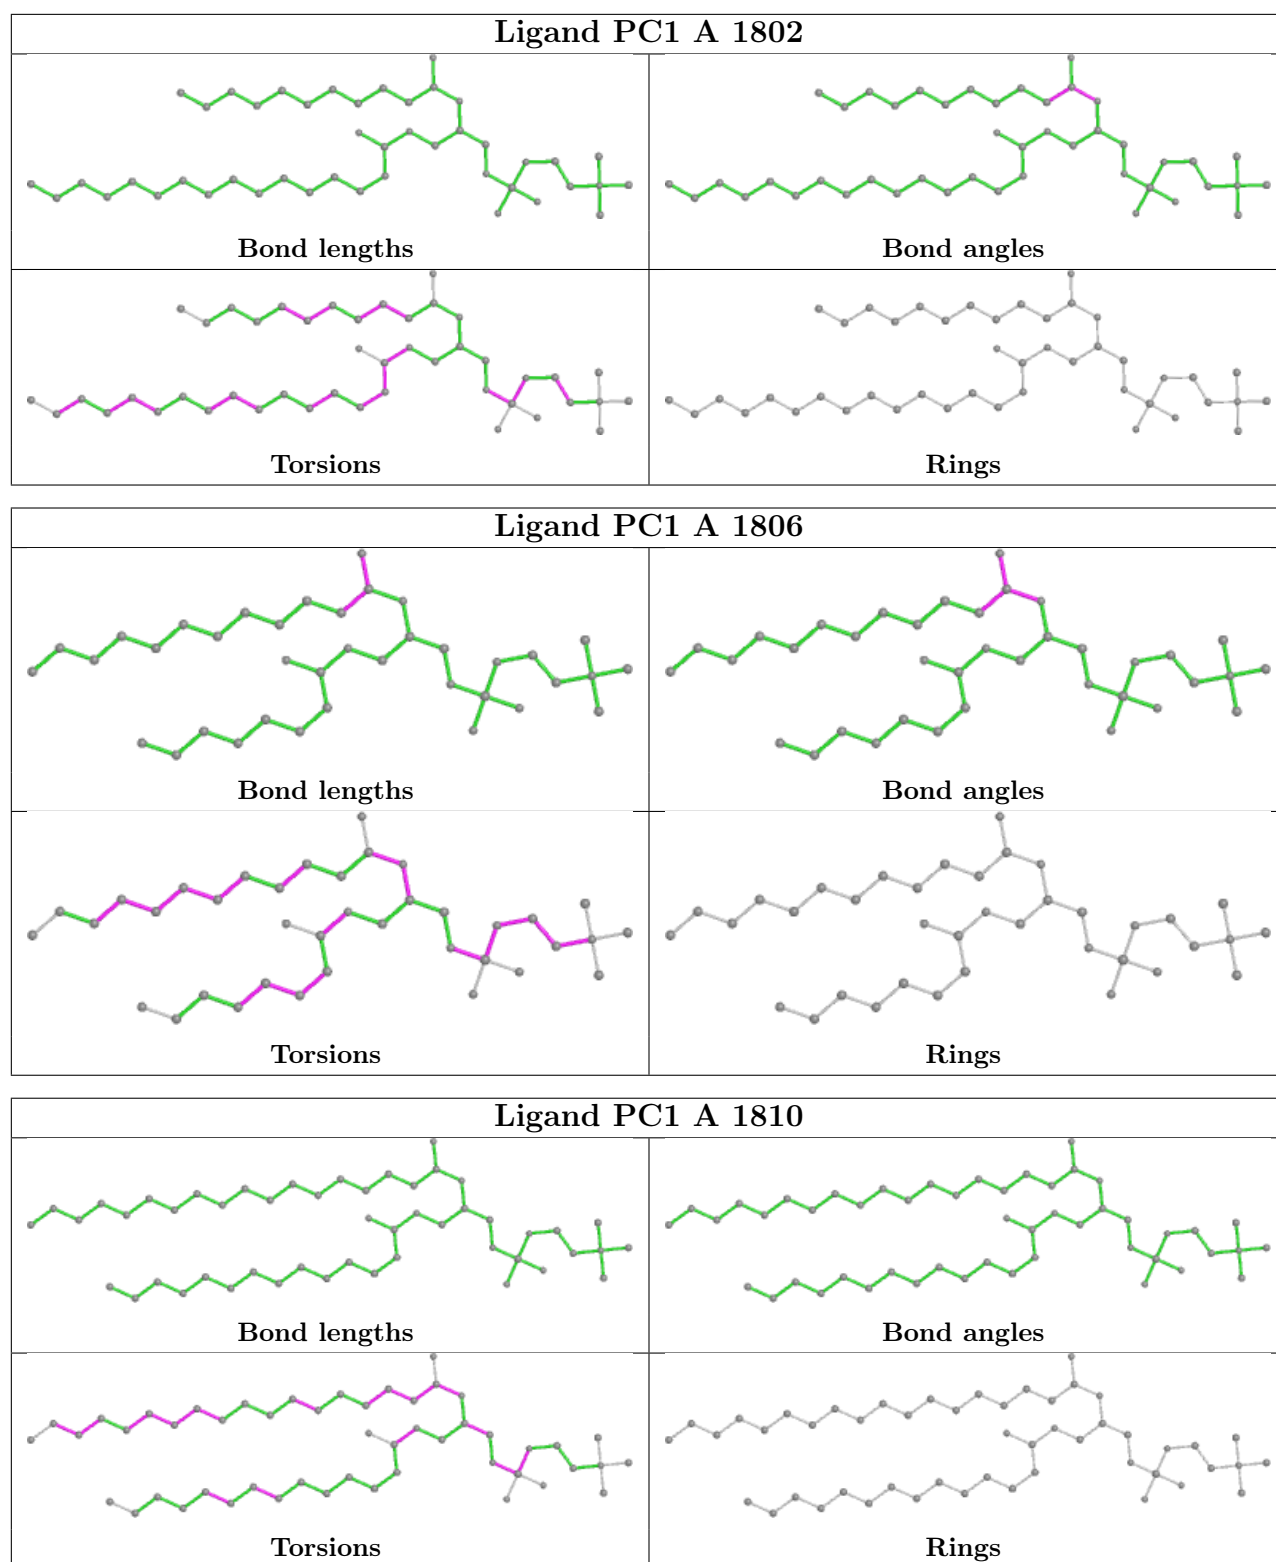 Ligand PC1 A 1802
Bond lengths
Bond angles
Torsions
Rings
Ligand PC1 A 1806
Bond lengths
Bond angles
Torsions
Rings
Ligand PC1 A 1810
Bond lengths
Bond angles
Torsions
Rings